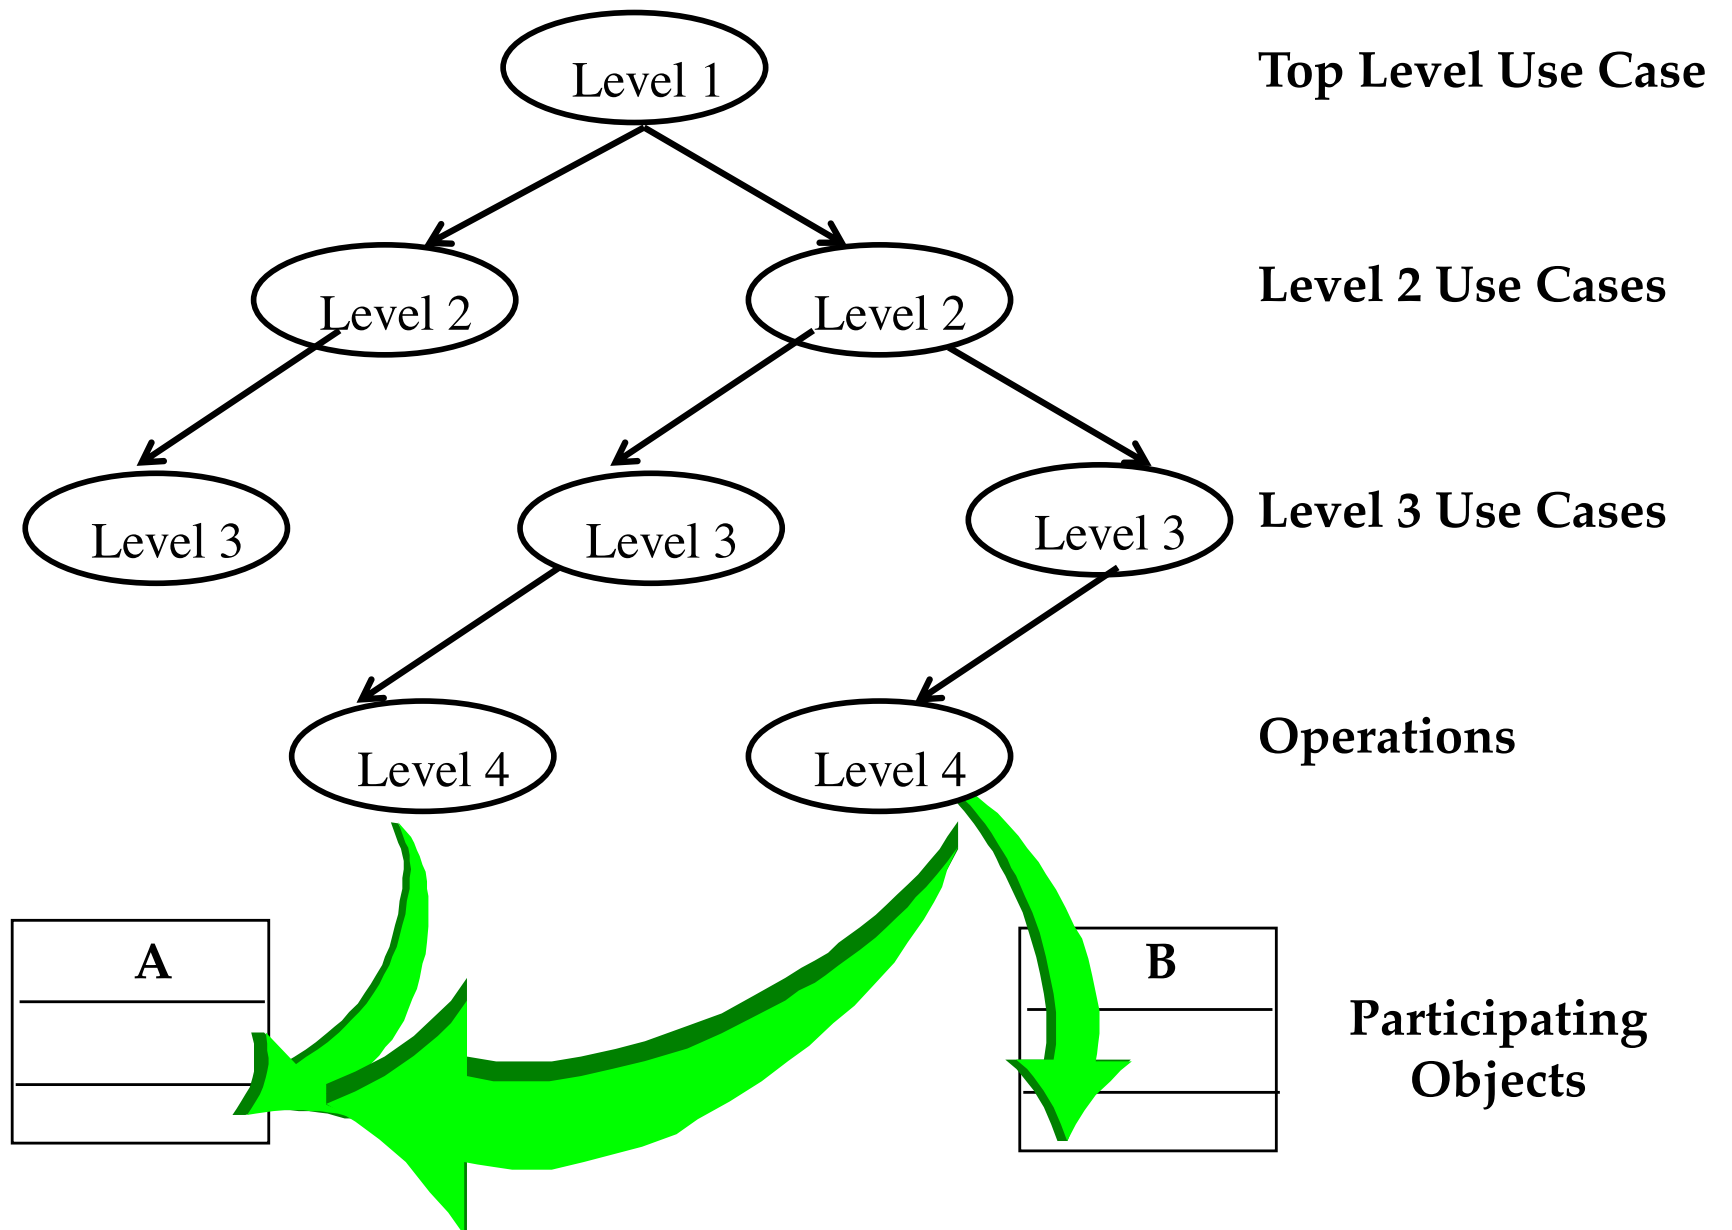 Level 1
Top Level Use Case
Level 2
Level 2
Level 2 Use Cases
Level 3
Level 3
Level 3
Level 3 Use Cases
Level 4
Level 4
Operations
A
B
Participating
Objects